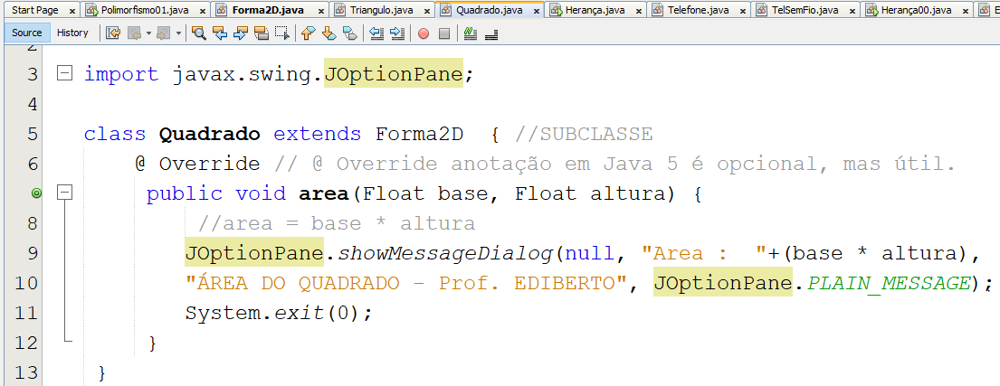 Start Page Polimorfismo01.java Forma2D.java Triangulo.java Quadrado.java Herança.java Telefone.java TelSemFio.java Herança00.java E
Source History
2
3 import javax.swing.JOptionPane;
4
5 class Quadrado extends Forma2D { //SUBCLASSE
6 @ Override // @ Override anotação em Java 5 é opcional, mas útil.
public void area(Float base, Float altura) {
8 //area = base * altura
9 JOptionPane.showMessageDialog(null, "Area :  "+(base * altura),
10 "ÁREA DO QUADRADO - Prof. EDIBERTO", JOptionPane.PLAIN_MESSAGE);
11 System.exit(0);
12 }
13 }